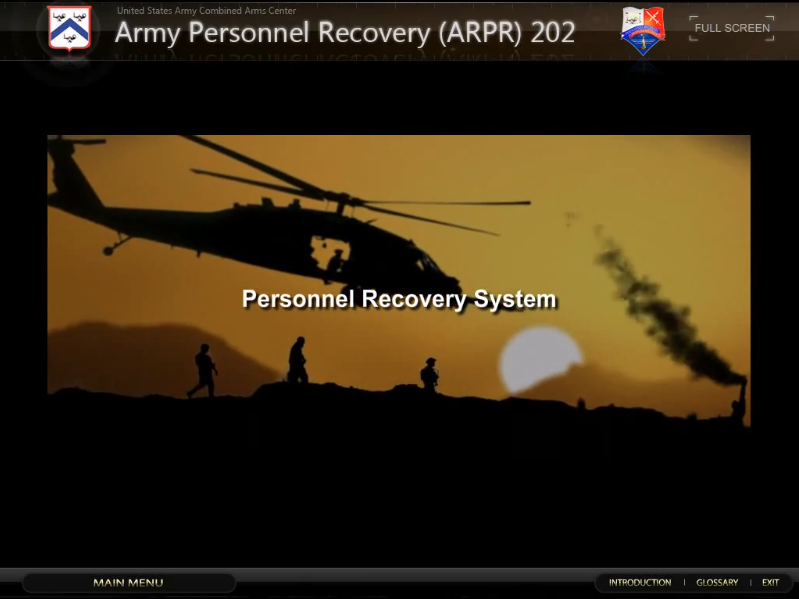 United States Army Combined Arms Center
Army Personnel Recovery (ARPR) 202
FULL SCREEN
Personnel Recovery System
MAIN MENU
INTRODUCTION | GLOSSARY | EXIT